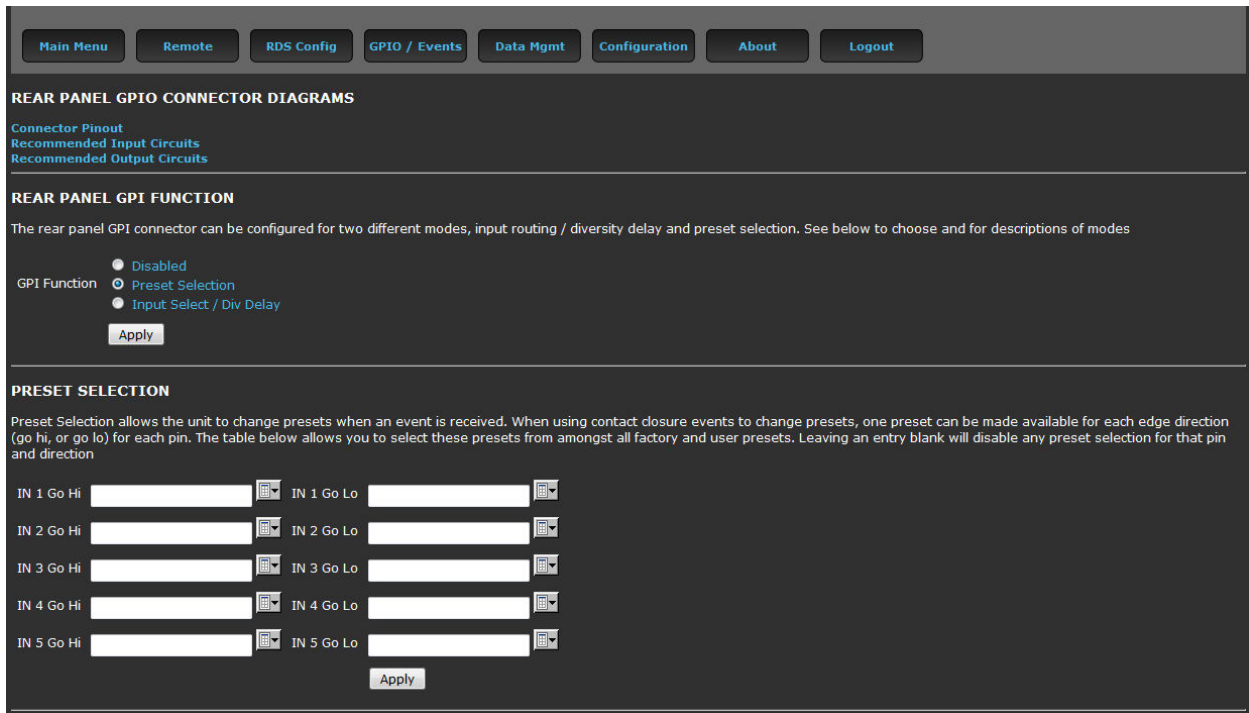 Main Menu Remote RDS Config GPIO / Events Data Mgmt Configuration About Logout
REAR PANEL GPIO CONNECTOR DIAGRAMS
Connector Pinout
Recommended Input Circuits
Recommended Output Circuits
REAR PANEL GPI FUNCTION
The rear panel GPI connector can be configured for two different modes, input routing / diversity delay and preset selection. See below to choose and for descriptions of modes
Disabled
GPI Function Preset Selection
Input Select / Div Delay
Apply
PRESET SELECTION
Preset Selection allows the unit to change presets when an event is received. When using contact closure events to change presets, one preset can be made available for each edge direction
(go hi, or go lo) for each pin. The table below allows you to select these presets from amongst all factory and user presets. Leaving an entry blank will disable any preset selection for that pin
and direction
IN 1 Go Hi IN 1 Go Lo
IN 2 Go Hi IN 2 Go Lo
IN 3 Go Hi IN 3 Go Lo
IN 4 Go Hi IN 4 Go Lo
IN 5 Go Hi IN 5 Go Lo
Apply